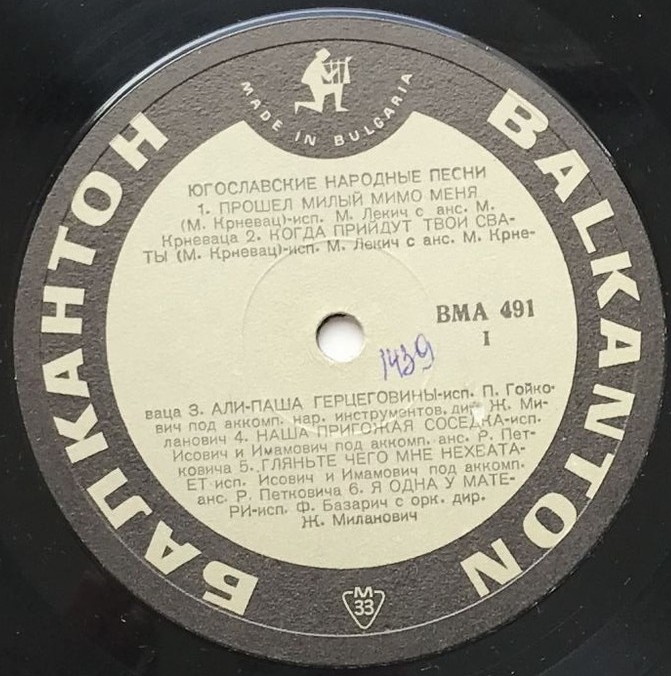 MADE IN BULGARIA
БАЛКАНТОН
BALKANTON
ЮГОСЛАВСКИЕ НАРОДНЫЕ ПЕСНИ
1. ПРОШЕЛ МИЛЫЙ МИМО МЕНЯ
(М. Крневац)-исп. М. Лекич с анс. М.
Крневаца 2. КОГДА ПРИЙДУТ ТВОИ СВА-
ТЫ (М. Крневац)-исп. М. Лекич с анс. М. Крне-
ВМА 491
I
1439
ваца 3. АЛИ-ПАША ГЕРЦЕГОВИНЫ-исп. П. Гойко-
вич под аккомп. нар. инструментов, дир. Ж. Ми-
ланович 4. НАША ПРИГОЖАЯ СОСЕДКА-исп.
Исович и Имамович под аккомп. анс. Р. Пет-
ковича 5. ГЛЯНЬТЕ ЧЕГО МНЕ НЕХВАТА-
ЕТ-исп. Исович и Имамович под аккомп.
анс. Р. Петковича 6. Я ОДНА У МАТЕ-
РИ-исп. Ф. Базарич с орк. дир.
Ж. Миланович
М
33